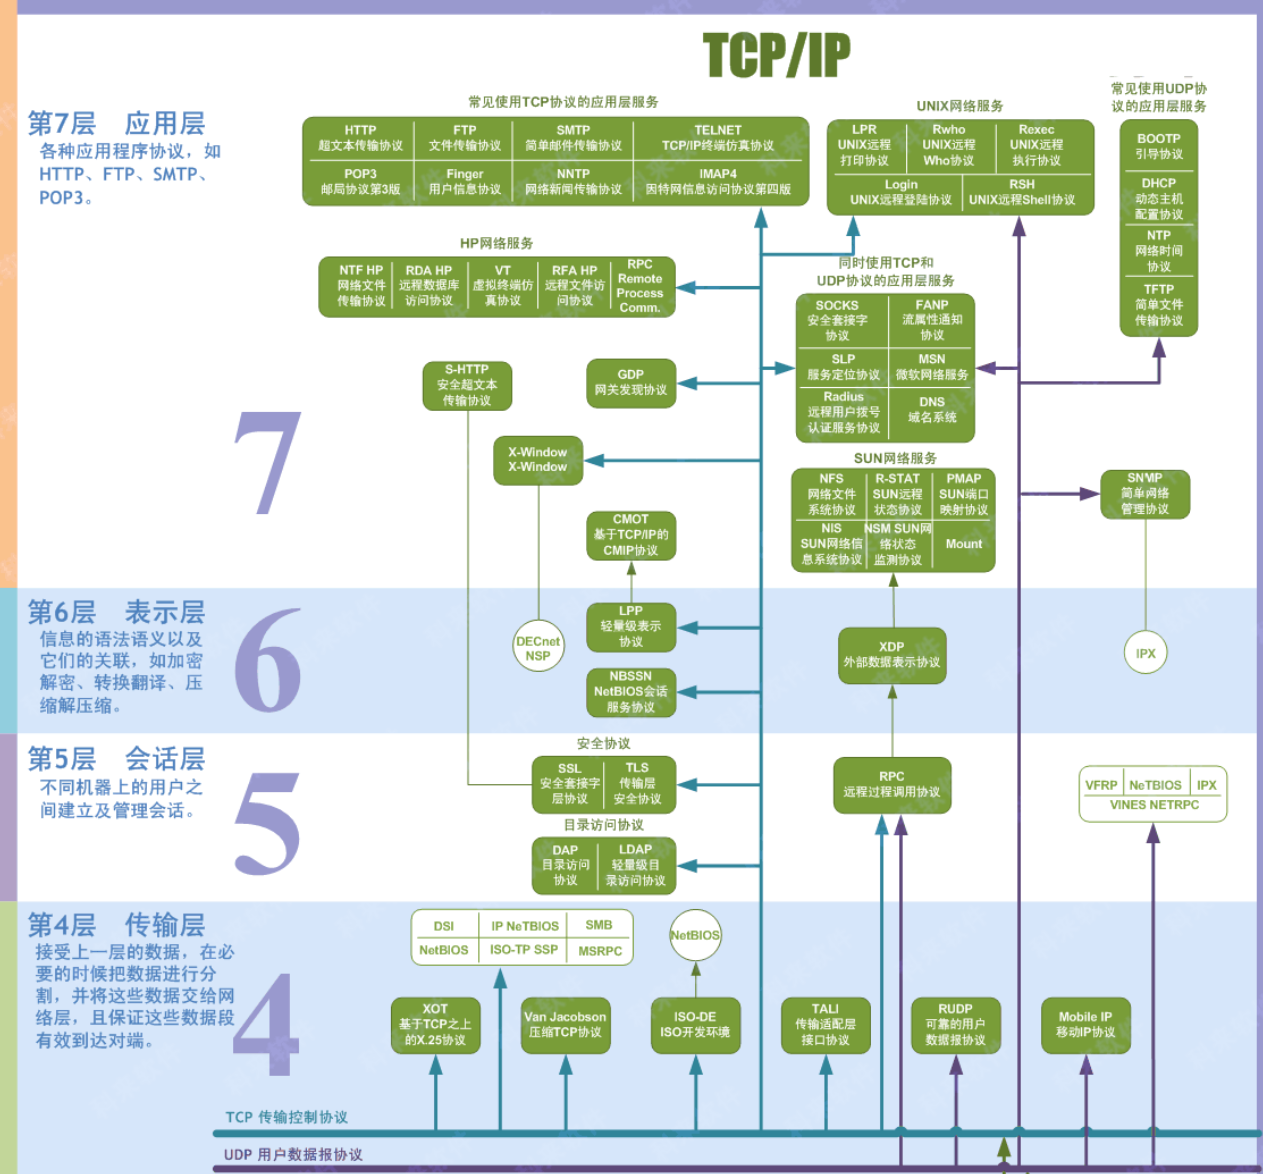 TCP/IP
第7层 应用层
各种应用程序协议，如
HTTP、FTP、SMTP、
POP3。
7
常见使用TCP协议的应用层服务
HTTP
超文本传输协议
FTP
文件传输协议
SMTP
简单邮件传输协议
TELNET
TCP/IP终端仿真协议
POP3
邮局协议第3版
Finger
用户信息协议
NNTP
网络新闻传输协议
IMAP4
因特网信息访问协议第四版
UNIX网络服务
LPR
UNIX远程
打印协议
Rwho
UNIX远程
Who协议
Rexec
UNIX远程
执行协议
Login
UNIX远程登陆协议
RSH
UNIX远程Shell协议
常见使用UDP协
议的应用层服务
BOOTP
引导协议
DHCP
动态主机
配置协议
NTP
网络时间
协议
TFTP
简单文件
传输协议
HP网络服务
NTF HP
网络文件
传输协议
RDA HP
远程数据库
访问协议
VT
虚拟终端仿
真协议
RFA HP
远程文件访
问协议
RPC
Remote
Process
Comm.
同时使用TCP和
UDP协议的应用层服务
SOCKS
安全套接字
协议
FANP
流属性通知
协议
SLP
服务定位协议
MSN
微软网络服务
Radius
远程用户拨号
认证服务协议
DNS
域名系统
S-HTTP
安全超文本
传输协议
GDP
网关发现协议
X-Window
X-Window
SUN网络服务
NFS
网络文件
系统协议
R-STAT
SUN远程
状态协议
PMAP
SUN端口
映射协议
NIS
SUN网络信
息系统协议
NSM SUN网
络状态
监测协议
Mount
SNMP
简单网络
管理协议
CMOT
基于TCP/IP的
CMIP协议
第6层 表示层
信息的语法语义以及
它们的关联，如加密
解密、转换翻译、压
缩解压缩。
6
DECnet
NSP
LPP
轻量级表示
协议
NBSSN
NetBIOS会话
服务协议
XDP
外部数据表示协议
IPX
第5层 会话层
不同机器上的用户之
间建立及管理会话。
5
安全协议
SSL
安全套接字
层协议
TLS
传输层
安全协议
目录访问协议
DAP
目录访问
协议
LDAP
轻量级目
录访问协议
RPC
远程过程调用协议
VFRP
NeTBIOS
IPX
VINES NETRPC
第4层 传输层
接受上一层的数据，在必
要的时候把数据进行分
割，并将这些数据交给网
络层，且保证这些数据段
有效到达对端。
4
DSI
IP NeTBIOS
SMB
NetBIOS
ISO-TP SSP
MSRPC
NetBIOS
XOT
基于TCP之上
的X.25协议
Van Jacobson
压缩TCP协议
ISO-DE
ISO开发环境
TALI
传输适配层
接口协议
RUDP
可靠的用户
数据报协议
Mobile IP
移动IP协议
TCP 传输控制协议
UDP 用户数据报协议